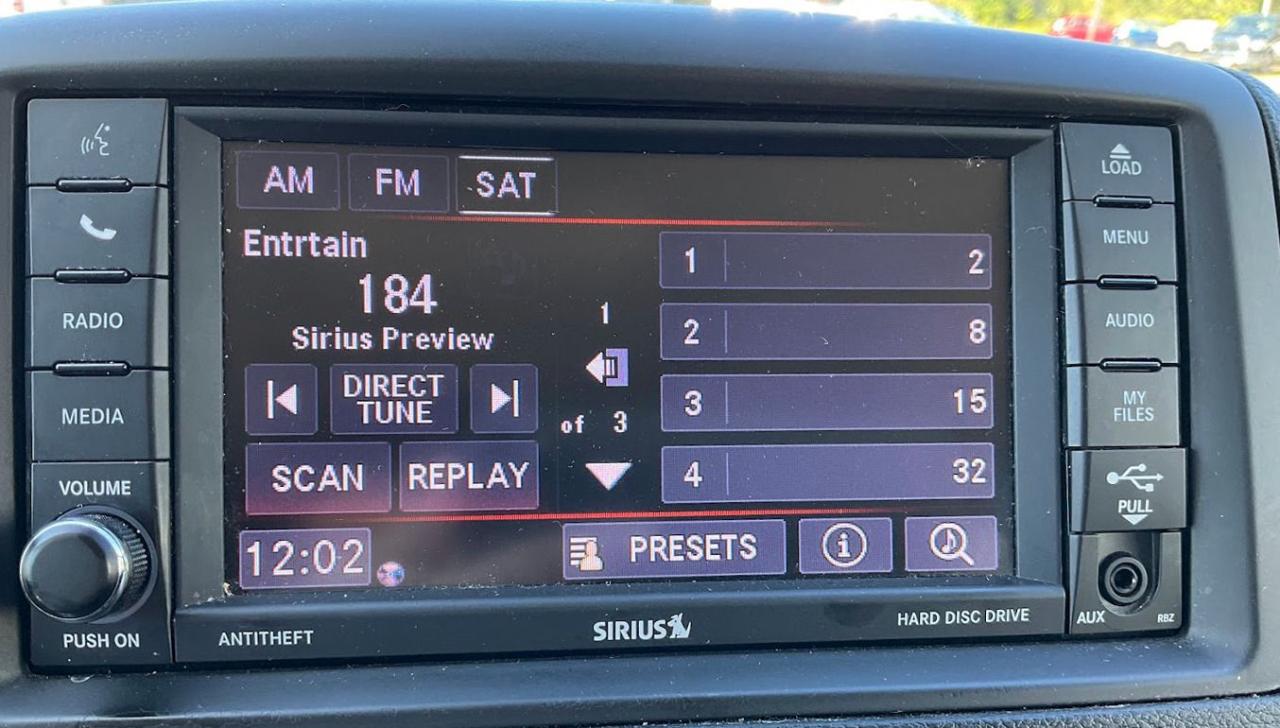 RADIO
MEDIA
VOLUME
PUSH ON
AM FM SAT
Entrtain
184
Sirius Preview
DIRECT
TUNE
SCAN REPLAY
1
of 3
1 2
2 8
3 15
4 32
12:02 PRESETS
ANTITHEFT
SIRIUS
HARD DISC DRIVE
LOAD
MENU
AUDIO
MY
FILES
PULL
AUX RBZ